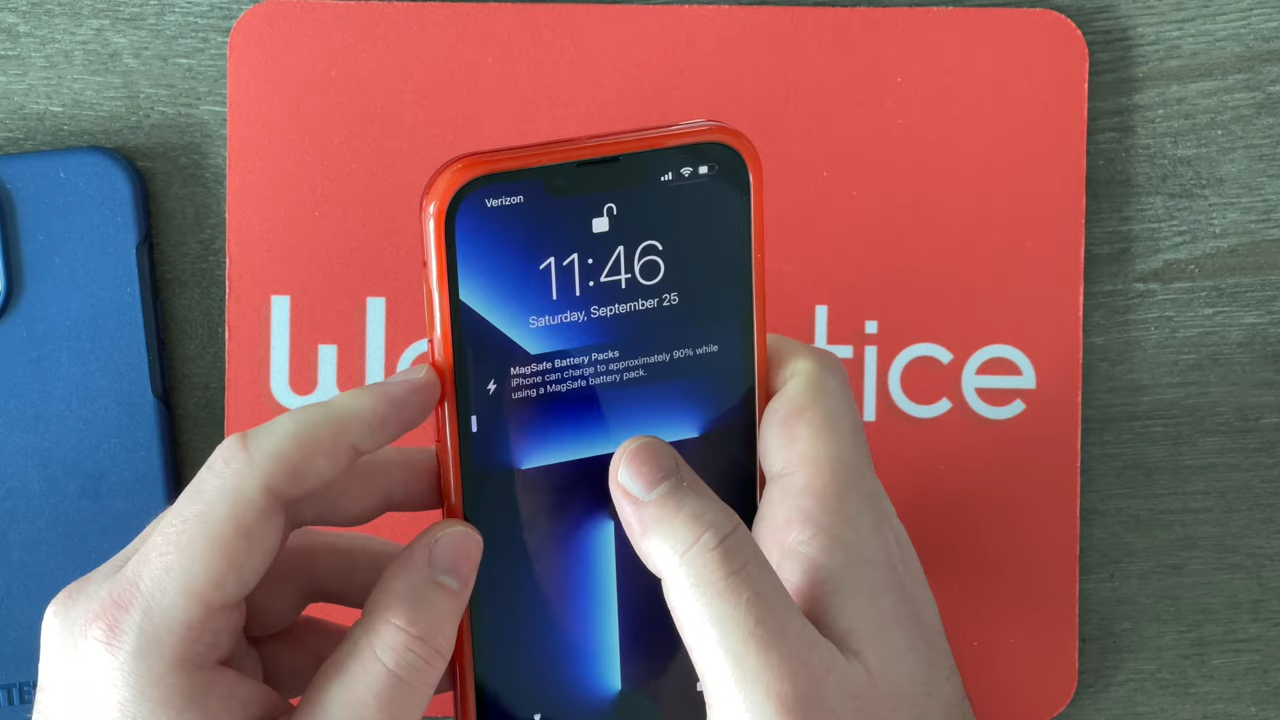 Verizon
11:46
Saturday, September 25
MagSafe Battery Packs
iPhone can charge to approximately 90% while
using a MagSafe battery pack.
tice